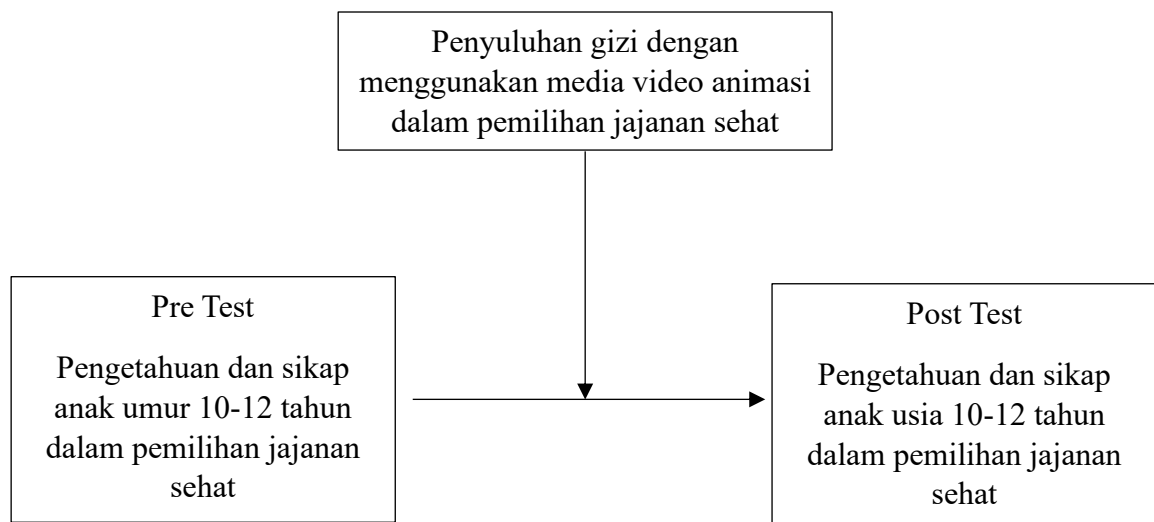 Penyuluhan gizi dengan
menggunakan media video animasi
dalam pemilihan jajanan sehat
Pre Test
Pengetahuan dan sikap
anak umur 10-12 tahun
dalam pemilihan jajanan
sehat
Post Test
Pengetahuan dan sikap
anak usia 10-12 tahun
dalam pemilihan jajanan
sehat